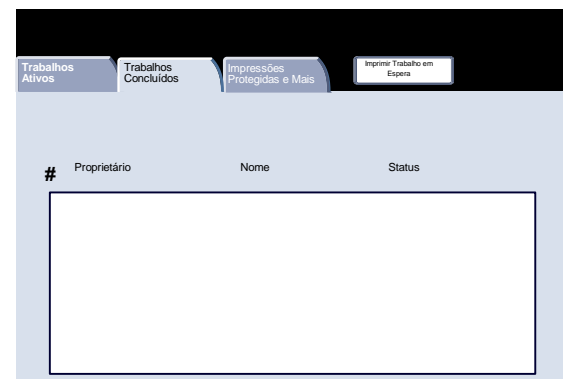 Trabalhos
Ativos
Trabalhos
Concluídos
Impressões
Protegidas e Mais
Imprimir Trabalho em
Espera
# Proprietário Nome Status